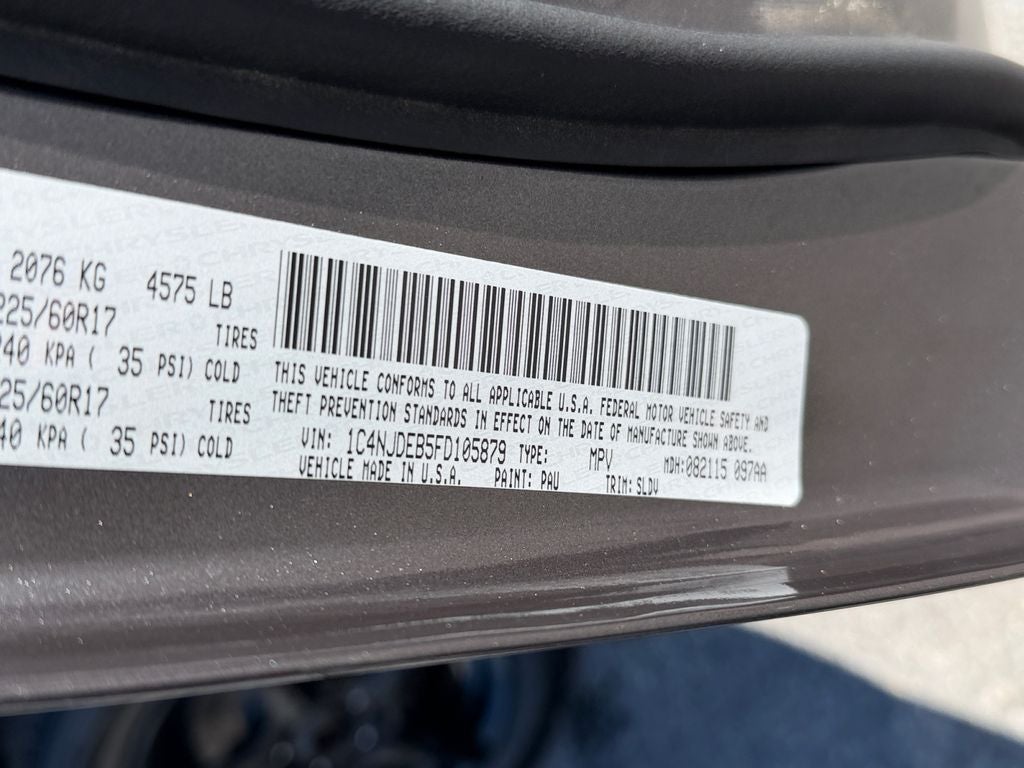 2076 KG 4575 LB
225/60R17 TIRES
240 KPA ( 35 PSI) COLD
25/60R17 TIRES
40 KPA ( 35 PSI) COLD
THIS VEHICLE CONFORMS TO ALL APPLICABLE U.S.A. FEDERAL MOTOR VEHICLE SAFETY AND
THEFT PREVENTION STANDARDS IN EFFECT ON THE DATE OF MANUFACTURE SHOWN ABOVE.
VIN: 1C4NJDEB5FD105879 TYPE: MPV MDH:082115 097AA
VEHICLE MADE IN U.S.A. PAINT: PAU TRIM: SLDV